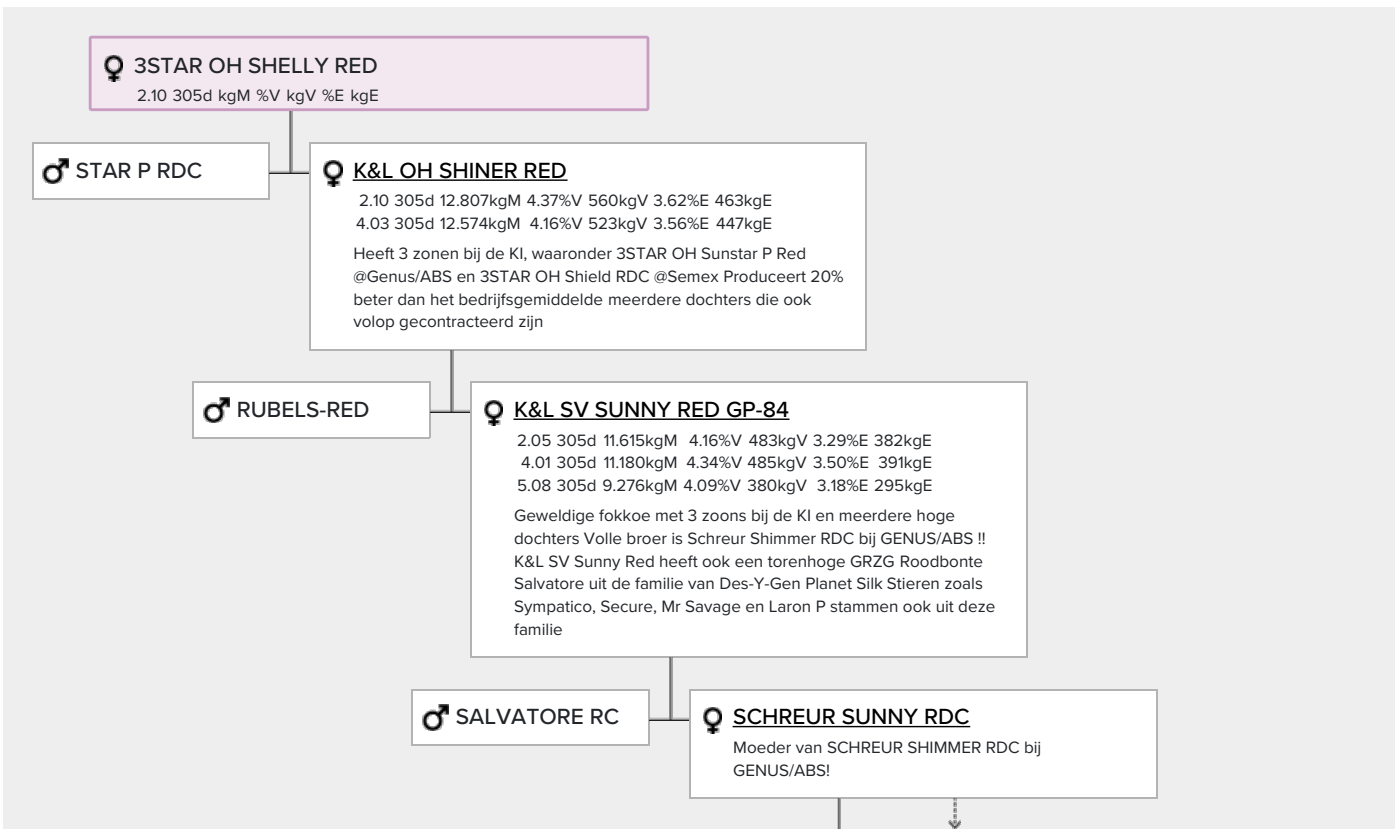 3STAR OH SHELLY RED
2.10 305d kgM %V kgV %E kgE
STAR P RDC
K&L OH SHINER RED
2.10 305d 12.807kgM 4.37%V 560kgV 3.62%E 463kgE
4.03 305d 12.574kgM 4.16%V 523kgV 3.56%E 447kgE
Heeft 3 zonen bij de KI, waaronder 3STAR OH Sunstar P Red
@Genus/ABS en 3STAR OH Shield RDC @Semex Produceert 20%
beter dan het bedrijfsgemiddelde meerdere dochters die ook
volop gecontracteerd zijn
RUBELS-RED
K&L SV SUNNY RED GP-84
2.05 305d 11.615kgM 4.16%V 483kgV 3.29%E 382kgE
4.01 305d 11.180kgM 4.34%V 485kgV 3.50%E 391kgE
5.08 305d 9.276kgM 4.09%V 380kgV 3.18%E 295kgE
Geweldige fokkoe met 3 zoons bij de KI en meerdere hoge
dochters Volle broer is Schreur Shimmer RDC bij GENUS/ABS !!
K&L SV Sunny Red heeft ook een torenhoge GRZG Roodbonte
Salvatore uit de familie van Des-Y-Gen Planet Silk Stieren zoals
Sympatico, Secure, Mr Savage en Laron P stammen ook uit deze
familie
SALVATORE RC
SCHREUR SUNNY RDC
Moeder van SCHREUR SHIMMER RDC bij
GENUS/ABS!